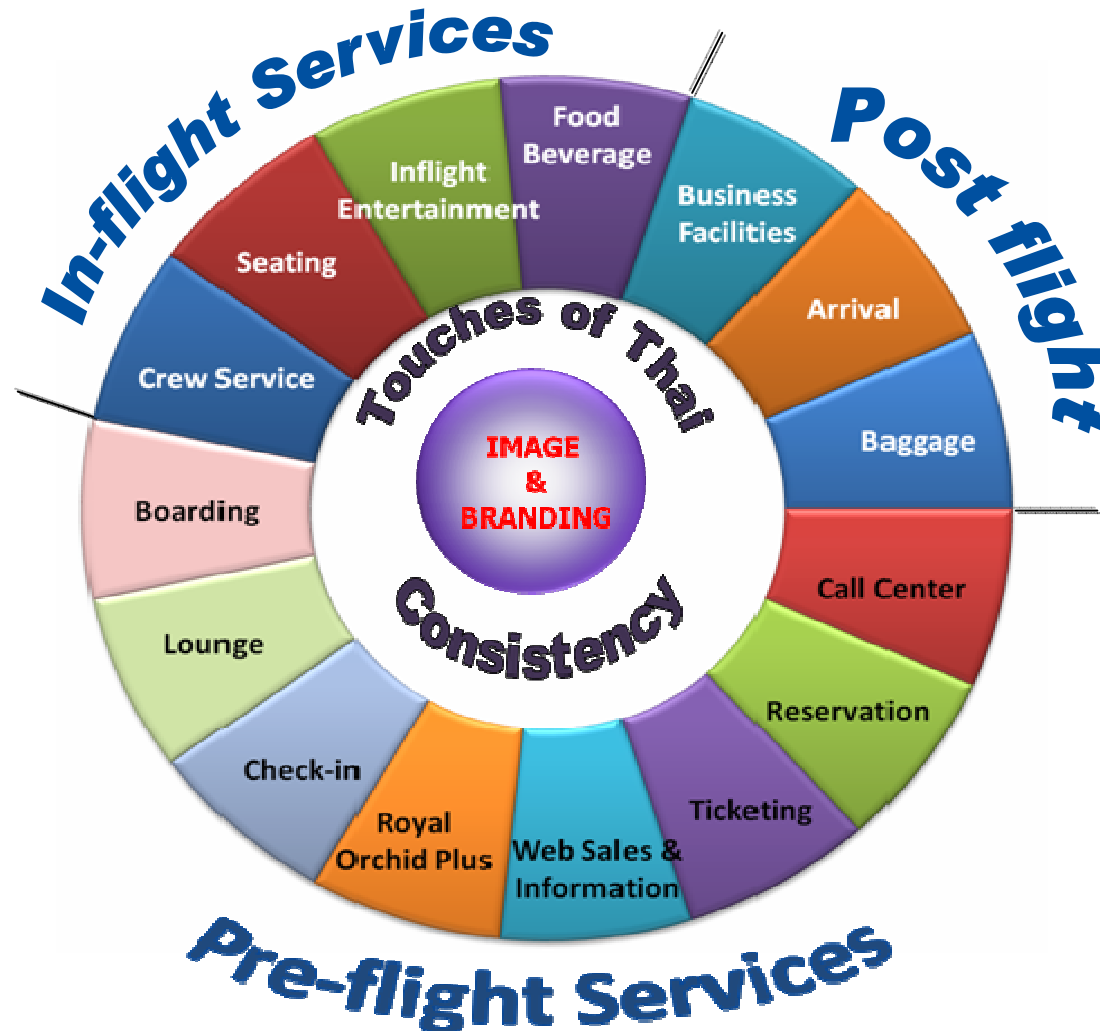 In-flight Services
Post flight
Food
Beverage
Inflight
Entertainment
Business
Facilities
Seating
Arrival
Crew Service
Baggage
Touches of Thai
IMAGE
&
BRANDING
Consistency
Boarding
Call Center
Lounge
Reservation
Check-in
Ticketing
Royal
Orchid Plus
Web Sales &
Information
Pre-flight Services